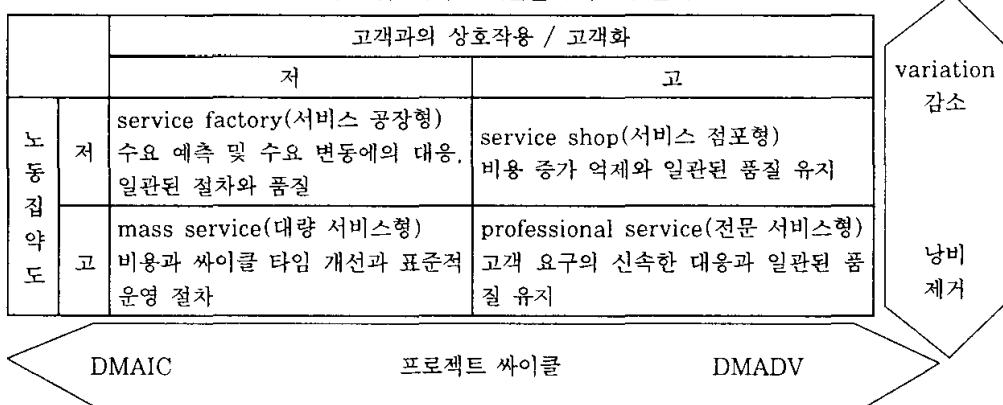 고객과의 상호작용 / 고객화
저
고
노동집약도
저
service factory(서비스 공장형)
수요 예측 및 수요 변동에의 대응,
일관된 절차와 품질
service shop(서비스 점포형)
비용 증가 억제와 일관된 품질 유지
고
mass service(대량 서비스형)
비용과 싸이클 타임 개선과 표준적
운영 절차
professional service(전문 서비스형)
고객 요구의 신속한 대응과 일관된 품
질 유지
variation
감소
낭비
제거
DMAIC 프로젝트 싸이클 DMADV